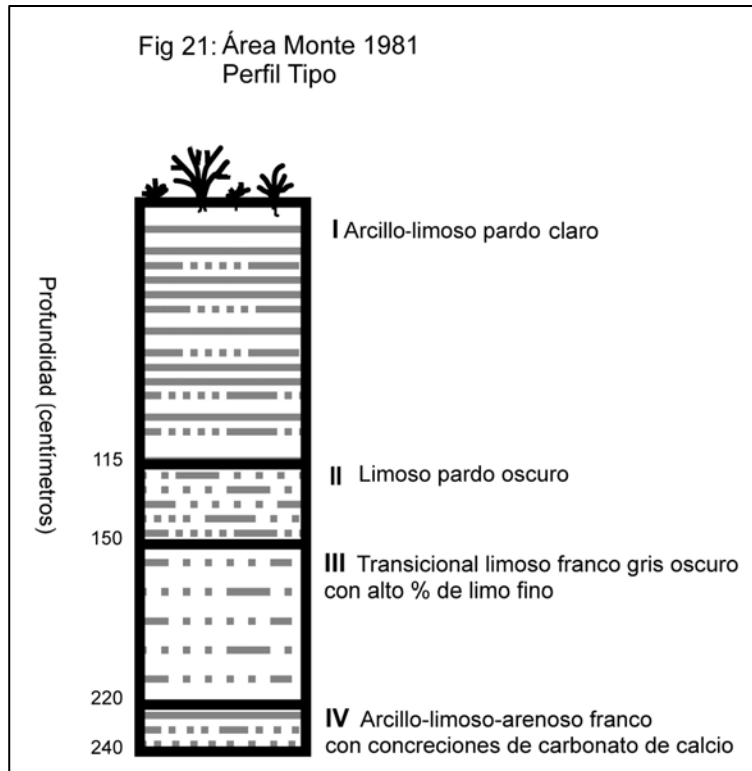 Fig 21: Área Monte 1981
Perfil Tipo
Profundidad (centímetros)
I Arcillo-limoso pardo claro
115
II Limoso pardo oscuro
150
III Transicional limoso franco gris oscuro
con alto % de limo fino
220
IV Arcillo-limoso-arenoso franco
con concreciones de carbonato de calcio
240